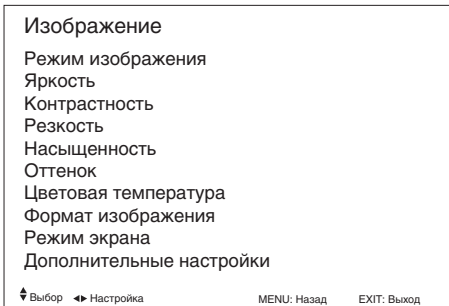 Изображение
Режим изображения
Яркость
Контрастность
Резкость
Насыщенность
Оттенок
Цветовая температура
Формат изображения
Режим экрана
Дополнительные настройки
Выбор Настройка MENU: Назад EXIT: Выход